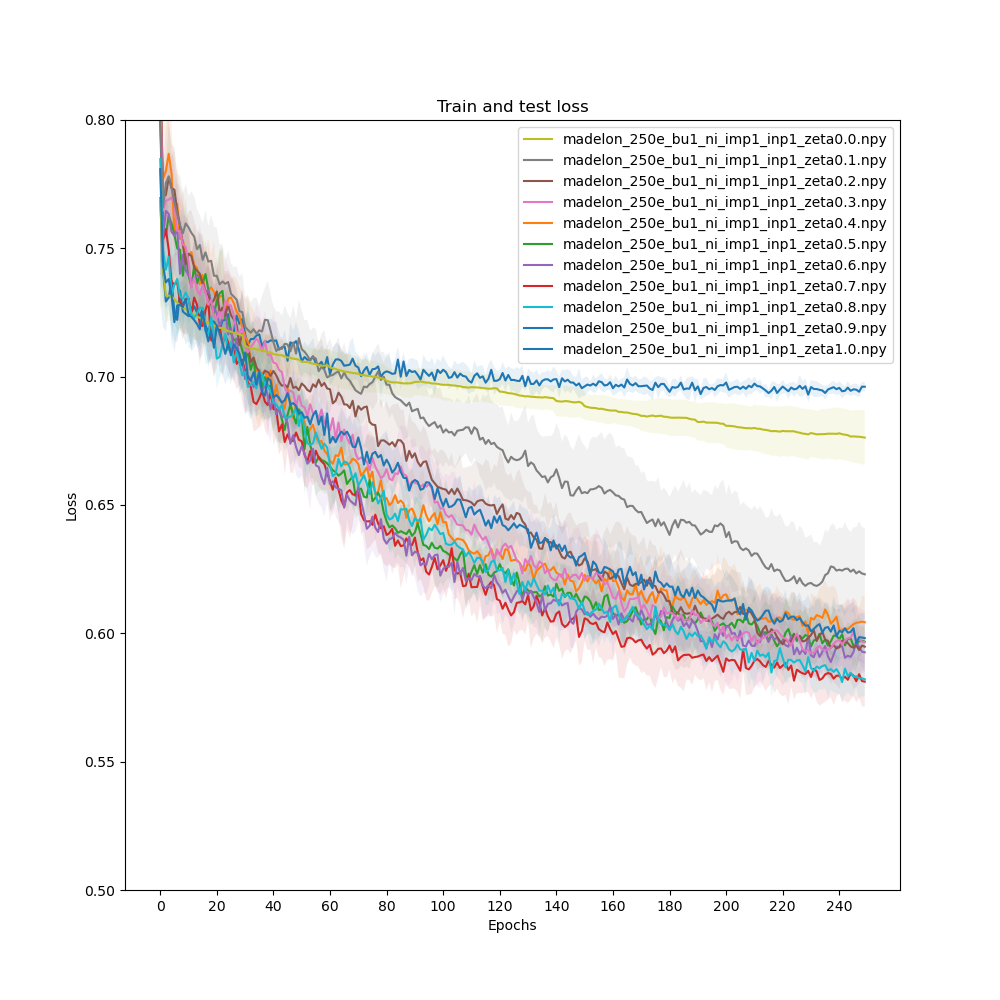 Train and test loss
0.80
0.75
0.70
0.65
0.60
0.55
0.50
Loss
madelon_250e_bu1_ni_imp1_inp1_zeta0.0.npy
madelon_250e_bu1_ni_imp1_inp1_zeta0.1.npy
madelon_250e_bu1_ni_imp1_inp1_zeta0.2.npy
madelon_250e_bu1_ni_imp1_inp1_zeta0.3.npy
madelon_250e_bu1_ni_imp1_inp1_zeta0.4.npy
madelon_250e_bu1_ni_imp1_inp1_zeta0.5.npy
madelon_250e_bu1_ni_imp1_inp1_zeta0.6.npy
madelon_250e_bu1_ni_imp1_inp1_zeta0.7.npy
madelon_250e_bu1_ni_imp1_inp1_zeta0.8.npy
madelon_250e_bu1_ni_imp1_inp1_zeta0.9.npy
madelon_250e_bu1_ni_imp1_inp1_zeta1.0.npy
0 20 40 60 80 100 120 140 160 180 200 220 240
Epochs